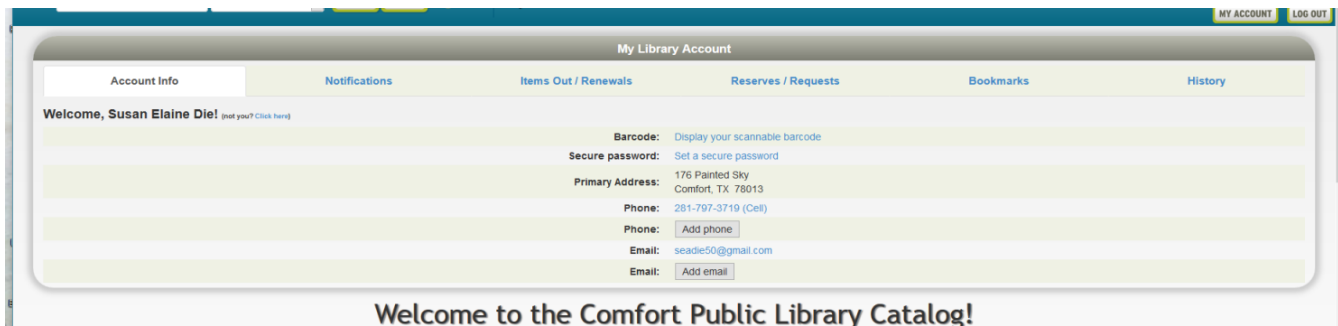 MY ACCOUNT LOG OUT
My Library Account
Account Info Notifications Items Out / Renewals Reserves / Requests Bookmarks History
Welcome, Susan Elaine Die! (not you? Click here)
Barcode: Display your scannable barcode
Secure password: Set a secure password
Primary Address: 176 Painted Sky
Comfort, TX 78013
Phone: 281-797-3719 (Cell)
Phone: Add phone
Email: seadie50@gmail.com
Email: Add email
Welcome to the Comfort Public Library Catalog!